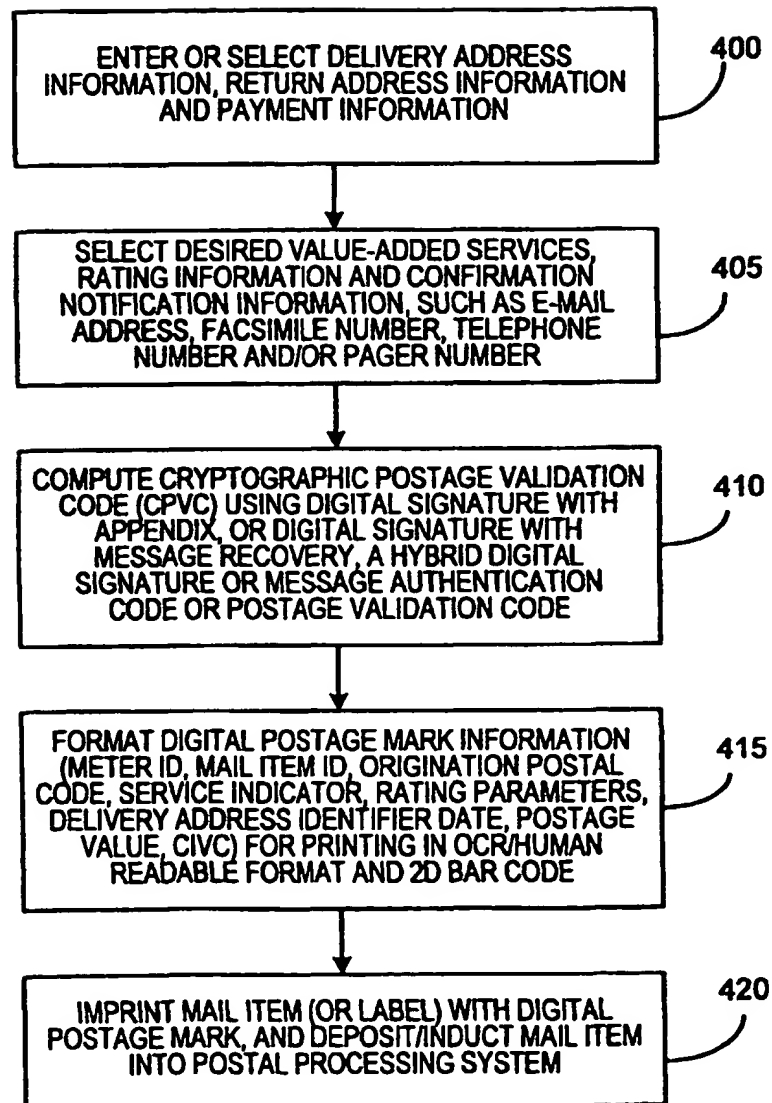 ENTER OR SELECT DELIVERY ADDRESS
INFORMATION, RETURN ADDRESS INFORMATION
AND PAYMENT INFORMATION
400
SELECT DESIRED VALUE-ADDED SERVICES,
RATING INFORMATION AND CONFIRMATION
NOTIFICATION INFORMATION, SUCH AS E-MAIL
ADDRESS, FACSIMILE NUMBER, TELEPHONE
NUMBER AND/OR PAGER NUMBER
405
COMPUTE CRYPTOGRAPHIC POSTAGE VALIDATION
CODE (CPVC) USING DIGITAL SIGNATURE WITH
APPENDIX, OR DIGITAL SIGNATURE WITH
MESSAGE RECOVERY, A HYBRID DIGITAL
SIGNATURE OR MESSAGE AUTHENTICATION
CODE OR POSTAGE VALIDATION CODE
410
FORMAT DIGITAL POSTAGE MARK INFORMATION
(METER ID, MAIL ITEM ID, ORIGINATION POSTAL
CODE, SERVICE INDICATOR, RATING PARAMETERS,
DELIVERY ADDRESS IDENTIFIER DATE, POSTAGE
VALUE, CIVC) FOR PRINTING IN OCR/HUMAN
READABLE FORMAT AND 2D BAR CODE
415
IMPRINT MAIL ITEM (OR LABEL) WITH DIGITAL
POSTAGE MARK, AND DEPOSIT/INDUCT MAIL ITEM
INTO POSTAL PROCESSING SYSTEM
420